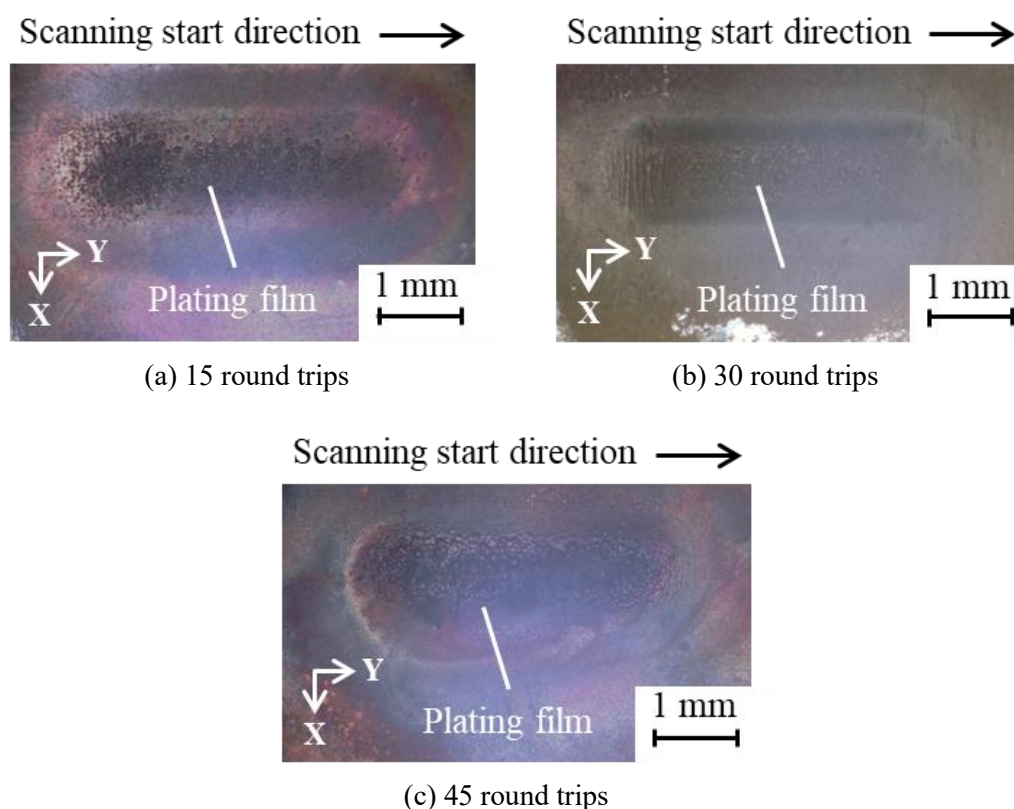 Scanning start direction
Scanning start direction
Y
X
Plating film
1 mm
Y
X
Plating film
1 mm
(a) 15 round trips
(b) 30 round trips
Scanning start direction
Y
X
Plating film
1 mm
(c) 45 round trips